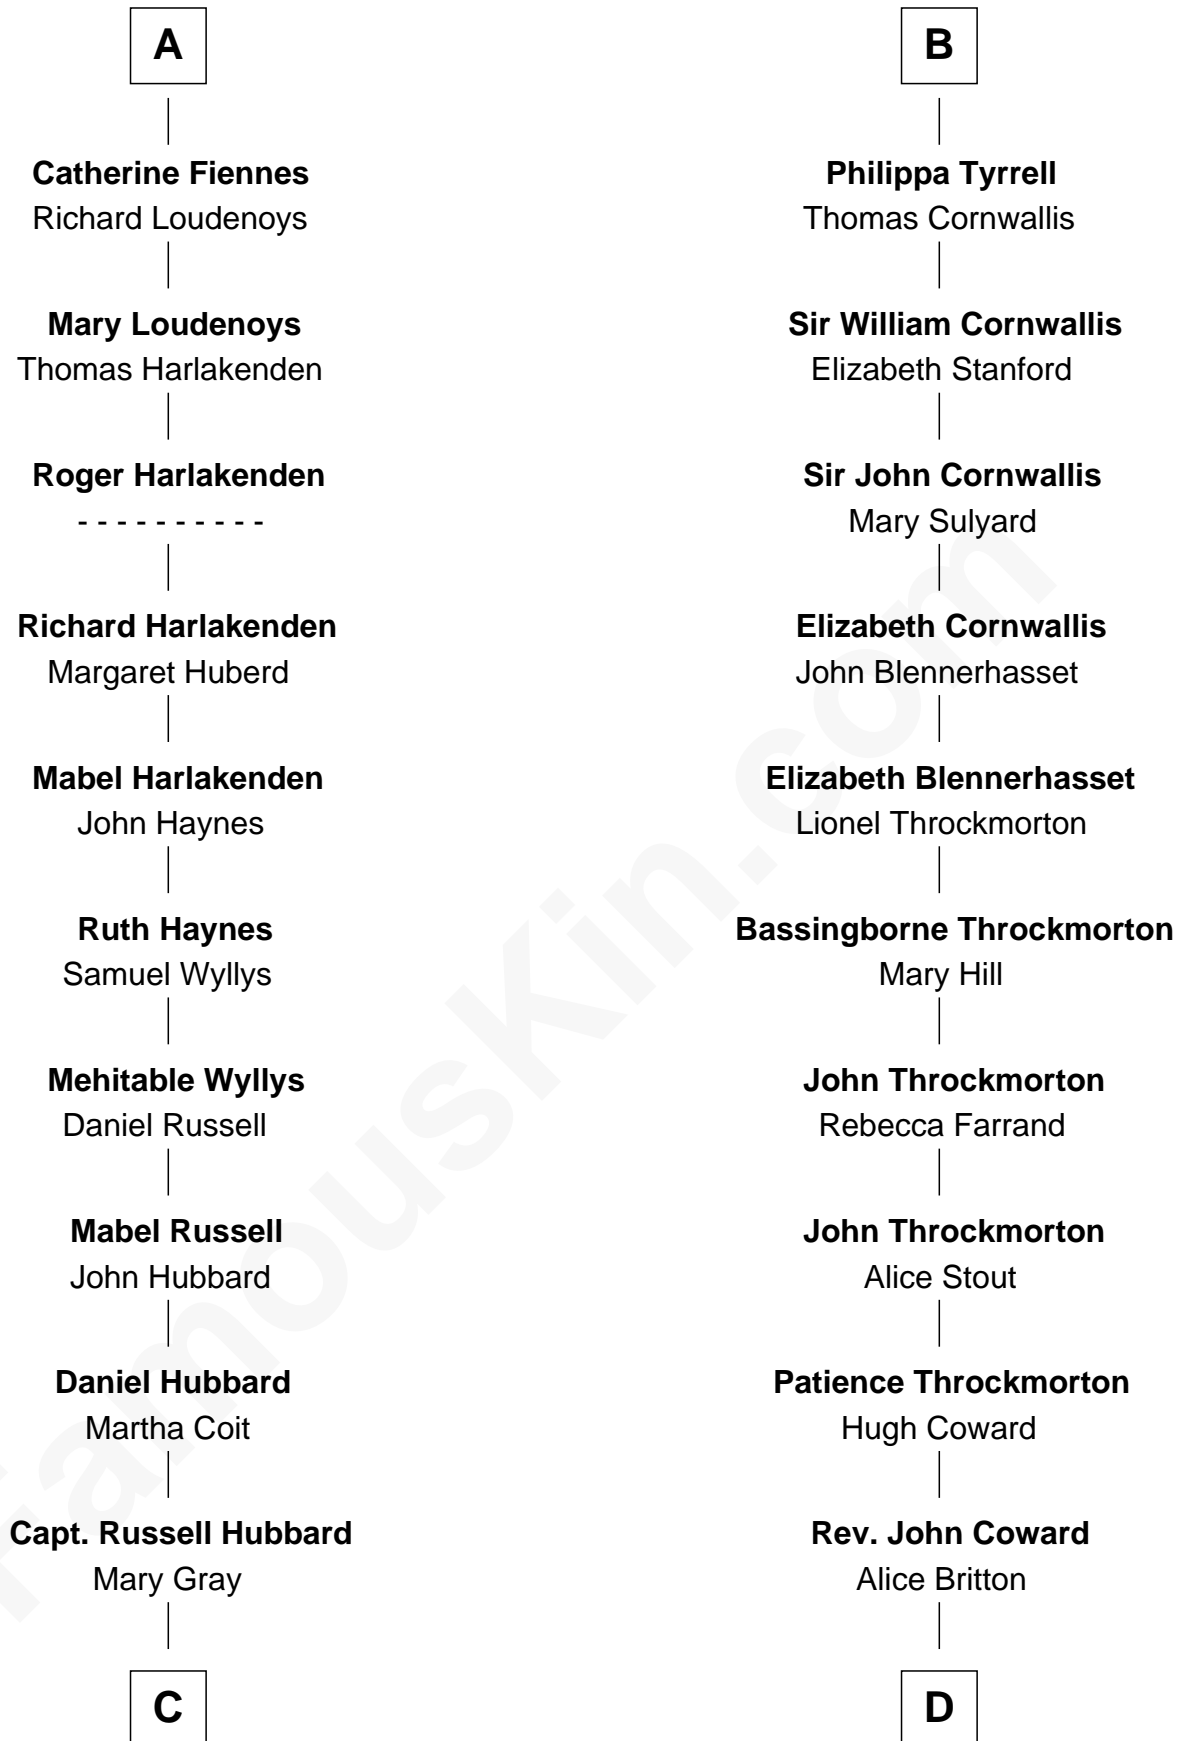 A
Catherine Fiennes
Richard Loudenoys
Mary Loudenoys
Thomas Harlakenden
Roger Harlakenden
- - - - - - - - - -
Richard Harlakenden
Margaret Huberd
Mabel Harlakenden
John Haynes
Ruth Haynes
Samuel Wyllys
Mehitable Wyllys
Daniel Russell
Mabel Russell
John Hubbard
Daniel Hubbard
Martha Coit
Capt. Russell Hubbard
Mary Gray
C
B
Philippa Tyrrell
Thomas Cornwallis
Sir William Cornwallis
Elizabeth Stanford
Sir John Cornwallis
Mary Sulyard
Elizabeth Cornwallis
John Blennerhasset
Elizabeth Blennerhasset
Lionel Throckmorton
Bassingborne Throckmorton
Mary Hill
John Throckmorton
Rebecca Farrand
John Throckmorton
Alice Stout
Patience Throckmorton
Hugh Coward
Rev. John Coward
Alice Britton
D
FamousKin.com